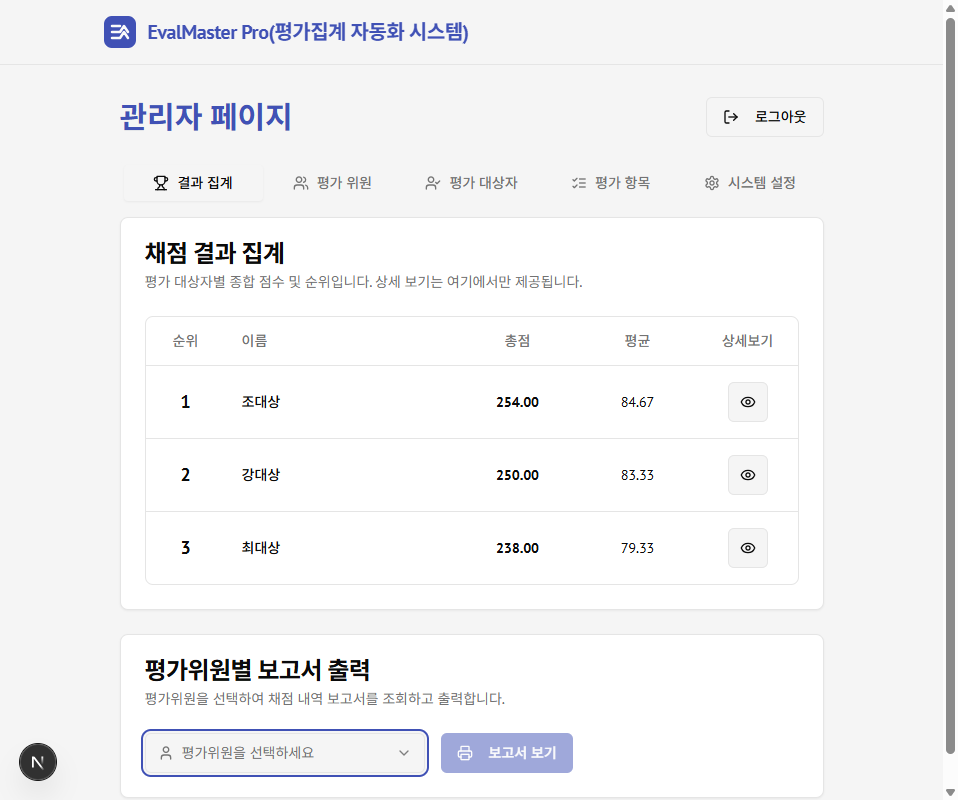 EvalMaster Pro(평가집계 자동화 시스템)
관리자 페이지
로그아웃
결과 집계 평가 위원 평가 대상자 평가 항목 시스템 설정
채점 결과 집계
평가 대상자별 종합 점수 및 순위입니다. 상세 보기는 여기에서만 제공됩니다.
순위 이름 총점 평균 상세보기
1 조대상 254.00 84.67
2 강대상 250.00 83.33
3 최대상 238.00 79.33
평가위원별 보고서 출력
평가위원을 선택하여 채점 내역 보고서를 조회하고 출력합니다.
평가위원을 선택하세요 보고서 보기
N